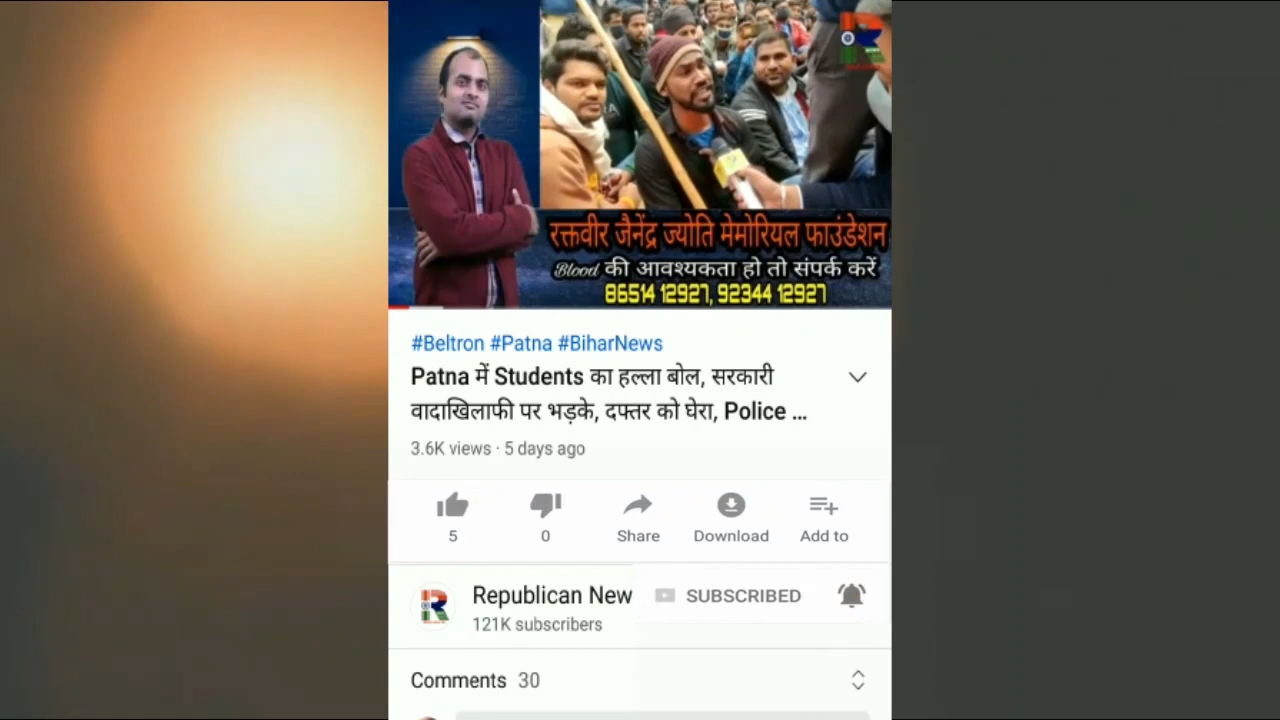 रक्तवीर जैनेंद्र ज्योति मेमोरियल फाउंडेशन
Blood की आवश्यकता हो तो संपर्क करें
86514 12927, 92344 12927
#Beltron #Patna #BiharNews
Patna में Students का हल्ला बोल, सरकारी
वादाखिलाफी पर भड़के, दफ्तर को घेरा, Police ...
3.6K views · 5 days ago
5 0 Share Download Add to
Republican New SUBSCRIBED
121K subscribers
Comments 30